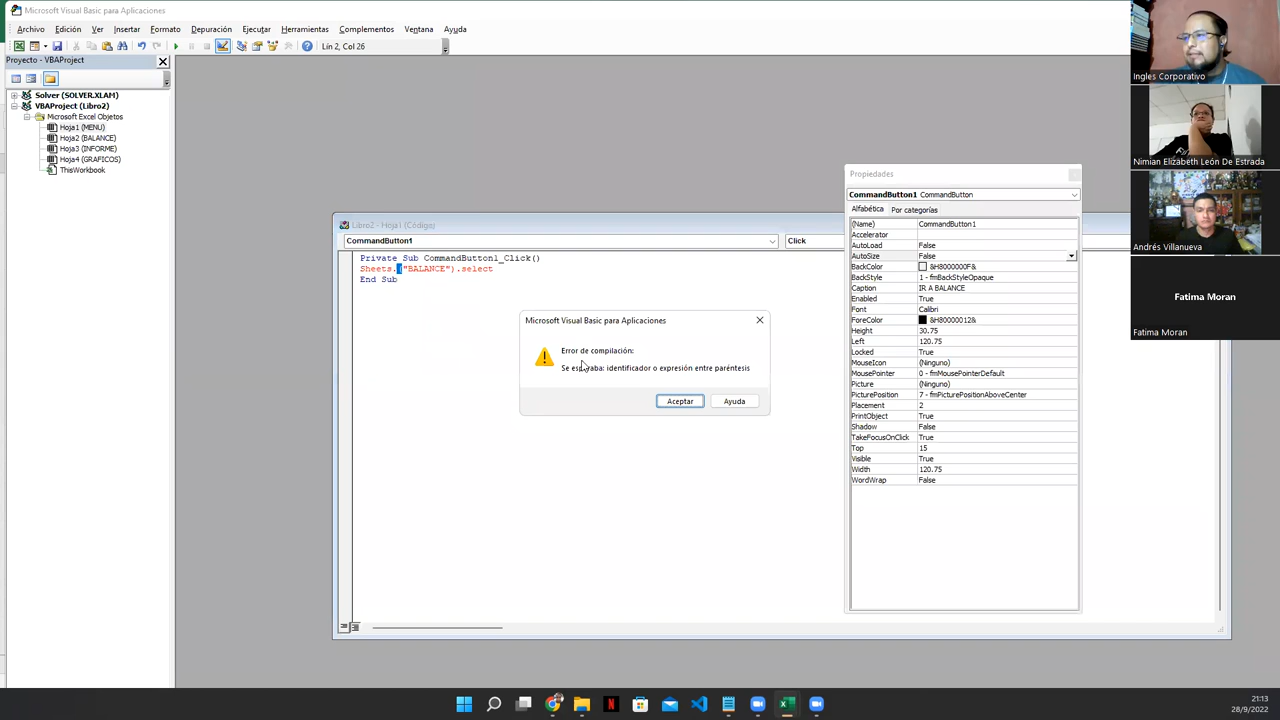 Microsoft Visual Basic para Aplicaciones
Archivo Edición Ver Insertar Formato Depuración Ejecutar Herramientas Complementos Ventana Ayuda
Lín 2, Col 26
Proyecto - VBAProject
Solver (SOLVER.XLAM)
VBAProject (Libro2)
Microsoft Excel Objetos
Hoja1 (MENU)
Hoja2 (BALANCE)
Hoja3 (INFORME)
Hoja4 (GRAFICOS)
ThisWorkbook
Libro2 - Hoja1 (Código)
CommandButton1
Click
Private Sub CommandButton1_Click()
Sheets.("BALANCE").select
End Sub
Microsoft Visual Basic para Aplicaciones
Error de compilación:
Se esperaba: identificador o expresión entre paréntesis
Aceptar
Ayuda
Propiedades
CommandButton1 CommandButton
Alfabética Por categorías
(Name) CommandButton1
Accelerator
AutoLoad False
AutoSize False
BackColor &H8000000F&
BackStyle 1 - fmBackStyleOpaque
Caption IR A BALANCE
Enabled True
Font Calibri
ForeColor &H80000012&
Height 30.75
Left 120.75
Locked True
MouseIcon (Ninguno)
MousePointer 0 - fmMousePointerDefault
Picture (Ninguno)
PicturePosition 7 - fmPicturePositionAboveCenter
Placement 2
PrintObject True
Shadow False
TakeFocusOnClick True
Top 15
Visible True
Width 120.75
WordWrap False
Ingles Corporativo
Nimian Elizabeth León De Estrada
Andrés Villanueva
Fatima Moran
Fatima Moran
21:13
28/9/2022